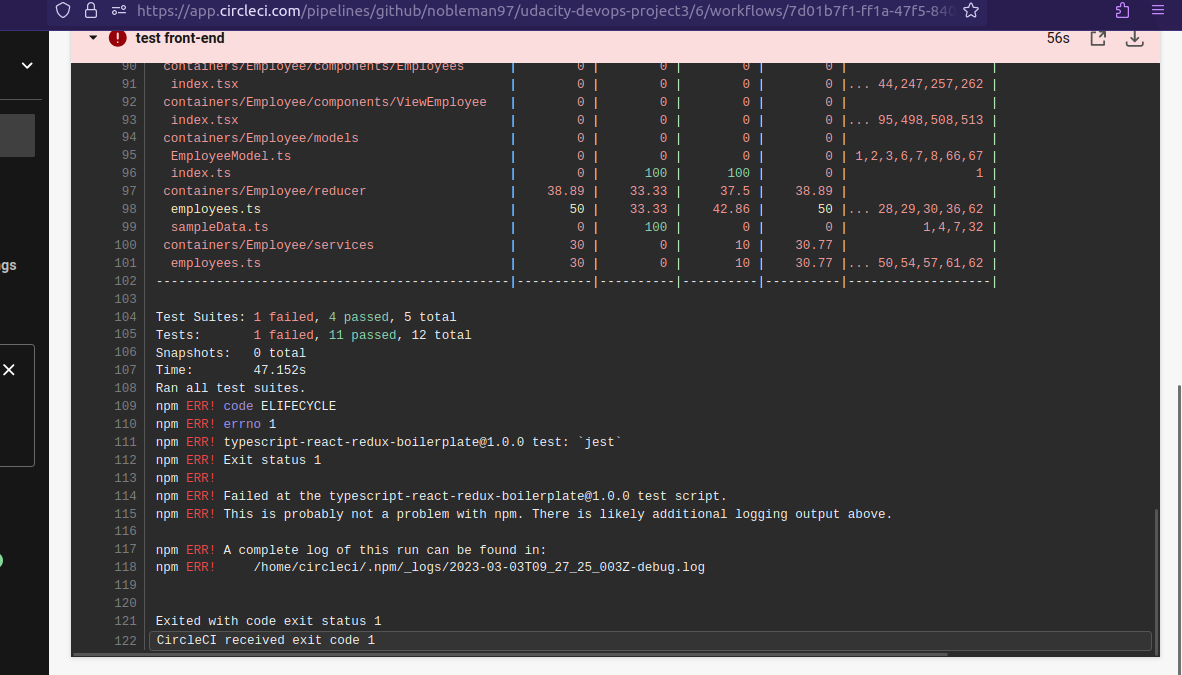 https://app.circleci.com/pipelines/github/nobleman97/udacity-devops-project3/6/workflows/7d01b7f1-ff1a-47f5-840
test front-end 56s
90 containers/Employee/components/Employees | 0 | 0 | 0 | 0 | |
91 index.tsx | 0 | 0 | 0 | 0 |... 44,247,257,262 |
92 containers/Employee/components/ViewEmployee | 0 | 0 | 0 | 0 | |
93 index.tsx | 0 | 0 | 0 | 0 |... 95,498,508,513 |
94 containers/Employee/models | 0 | 0 | 0 | 0 | |
95 EmployeeModel.ts | 0 | 0 | 0 | 0 | 1,2,3,6,7,8,66,67 |
96 index.ts | 0 | 100 | 100 | 0 | 1 |
97 containers/Employee/reducer | 38.89 | 33.33 | 37.5 | 38.89 | |
98 employees.ts | 50 | 33.33 | 42.86 | 50 |... 28,29,30,36,62 |
99 sampleData.ts | 0 | 100 | 0 | 0 | 1,4,7,32 |
100 containers/Employee/services | 30 | 0 | 10 | 30.77 | |
101 employees.ts | 30 | 0 | 10 | 30.77 |... 50,54,57,61,62 |
102 -----------------------------------------------|----------|----------|----------|----------|-------------------|
103
104 Test Suites: 1 failed, 4 passed, 5 total
105 Tests: 1 failed, 11 passed, 12 total
106 Snapshots: 0 total
107 Time: 47.152s
108 Ran all test suites.
109 npm ERR! code ELIFECYCLE
110 npm ERR! errno 1
111 npm ERR! typescript-react-redux-boilerplate@1.0.0 test: `jest`
112 npm ERR! Exit status 1
113 npm ERR!
114 npm ERR! Failed at the typescript-react-redux-boilerplate@1.0.0 test script.
115 npm ERR! This is probably not a problem with npm. There is likely additional logging output above.
116
117 npm ERR! A complete log of this run can be found in:
118 npm ERR! /home/circleci/.npm/_logs/2023-03-03T09_27_25_003Z-debug.log
119
120
121 Exited with code exit status 1
122 CircleCI received exit code 1
gs